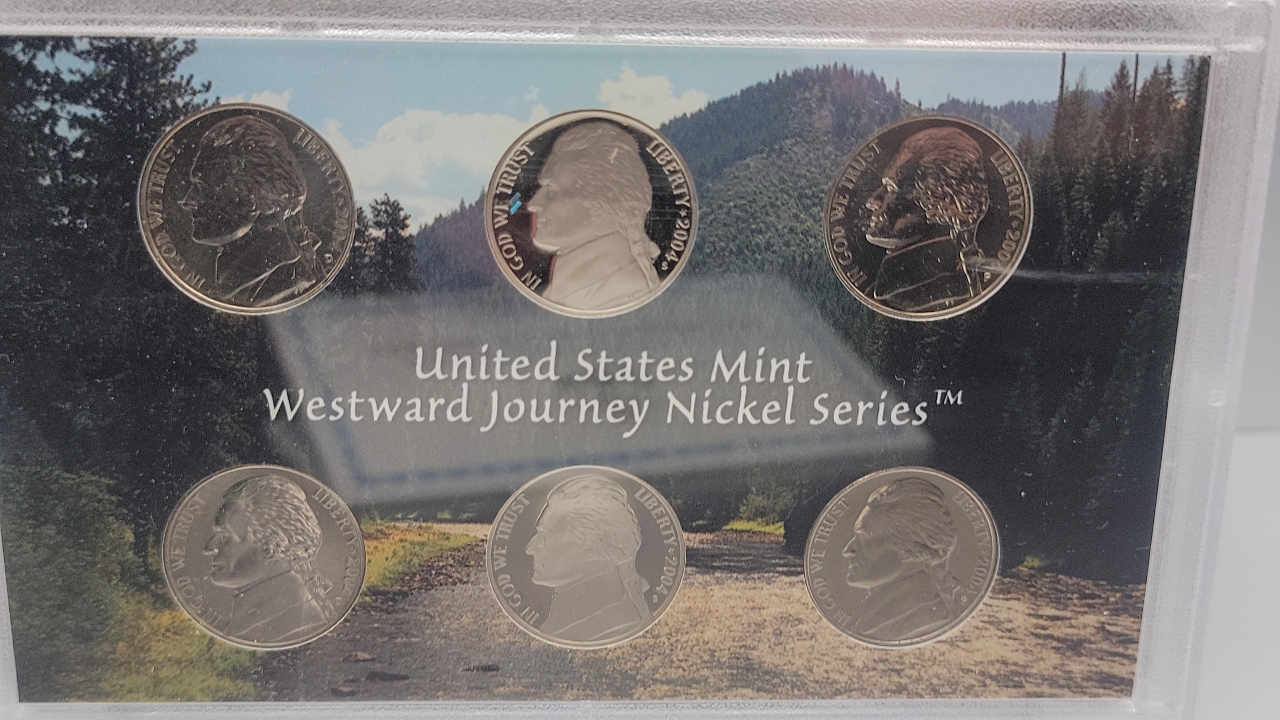 IN GOD WE TRUST LIBERTY
IN GOD WE TRUST LIBERTY ★ 2004 S
IN GOD WE TRUST LIBERTY P
United States Mint
Westward Journey Nickel Series™
IN GOD WE TRUST LIBERTY
IN GOD WE TRUST LIBERTY ★ 2004
IN GOD WE TRUST LIBERTY